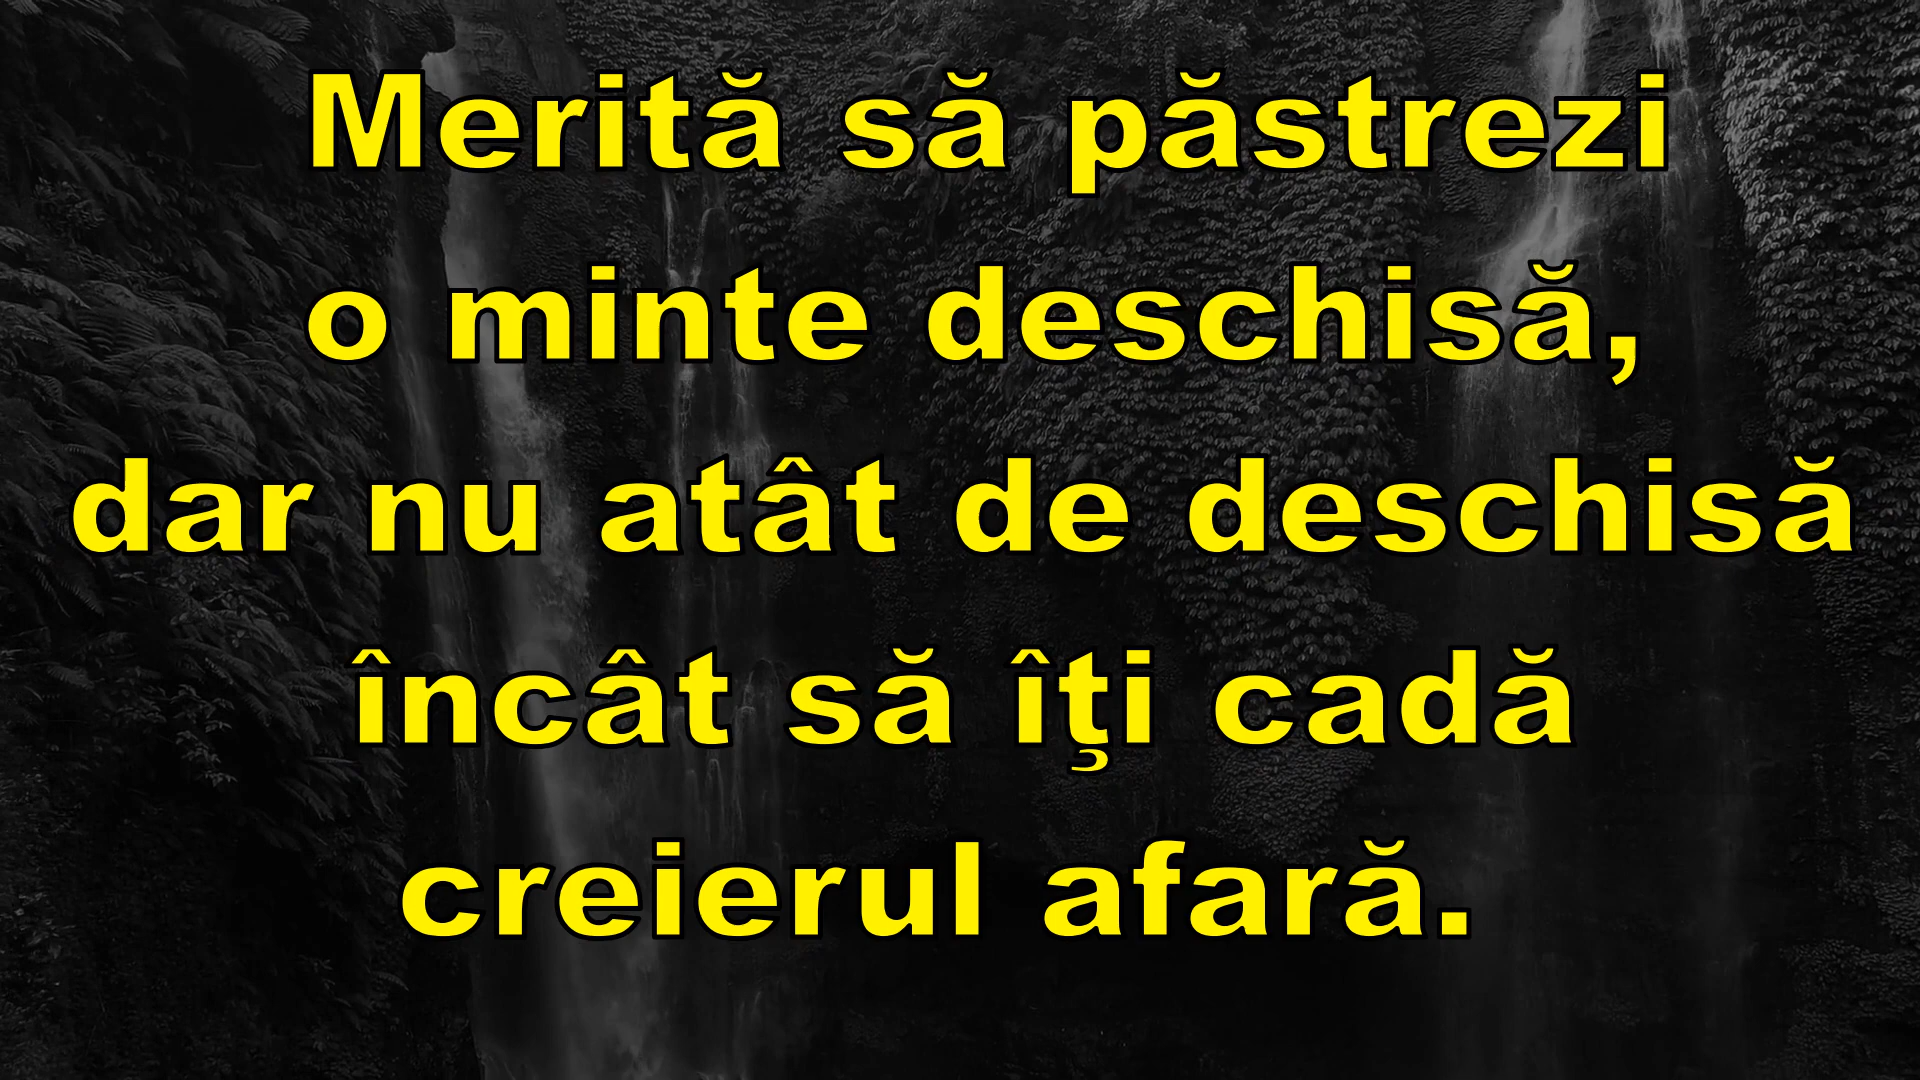 Merită să păstrezi
o minte deschisă,
dar nu atât de deschisă
încât să îţi cadă
creierul afară.